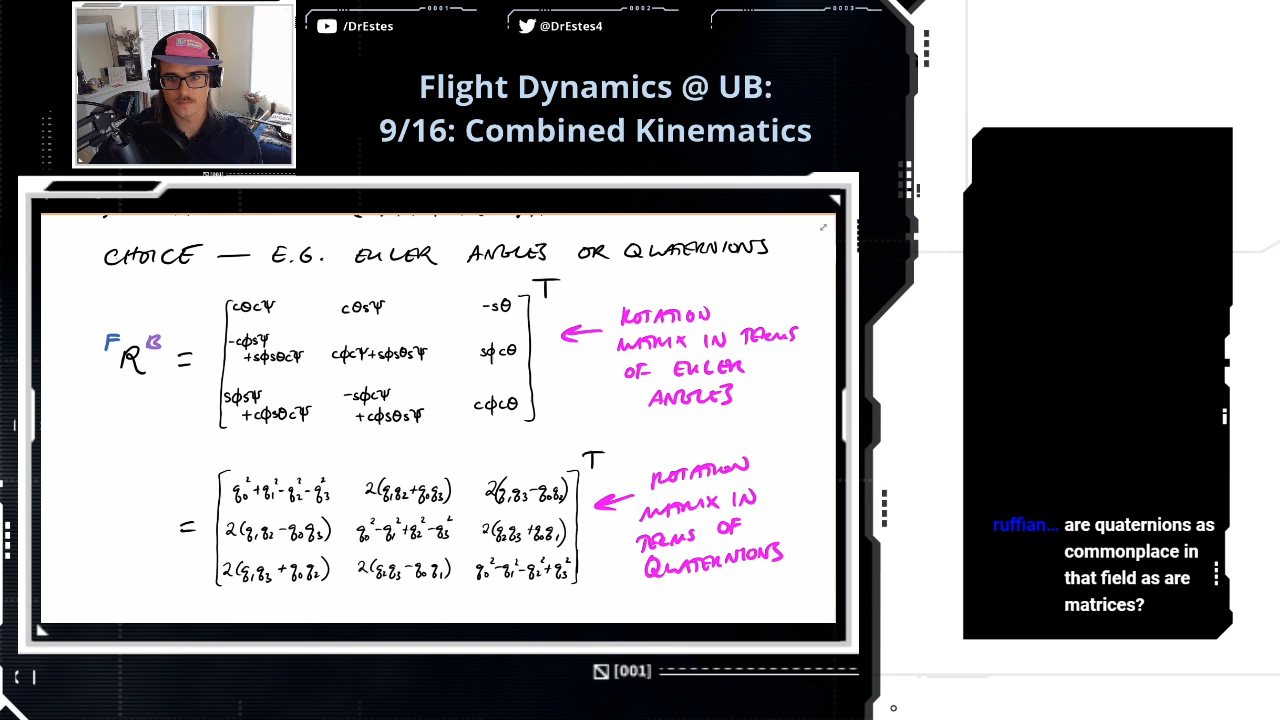 [0001]
[0002]
[0003]
/DrEstes
@DrEstes4
Flight Dynamics @ UB:
9/16: Combined Kinematics
[001]
CHOICE — E.G. EULER ANGLES OR QUATERNIONS
T
cθcψ cθsψ -sθ
F R B = -cϕsψ +sϕsθcψ cϕcψ+sϕsθsψ sϕcθ
sϕsψ +cϕsθcψ -sϕcψ +cϕsθsψ cϕcθ
← ROTATION
MATRIX IN TERMS
OF EULER
ANGLES
T
q₀²+q₁²-q₂²-q₃² 2(q₁q₂+q₀q₃) 2(q₁q₃-q₀q₂)
= 2(q₁q₂-q₀q₃) q₀²-q₁²+q₂²-q₃² 2(q₂q₃+q₀q₁)
2(q₁q₃+q₀q₂) 2(q₂q₃-q₀q₁) q₀²-q₁²-q₂²+q₃²
← ROTATION
MATRIX IN
TERMS OF
QUATERNIONS
ruffian... are quaternions as
commonplace in
that field as are
matrices?
[001]